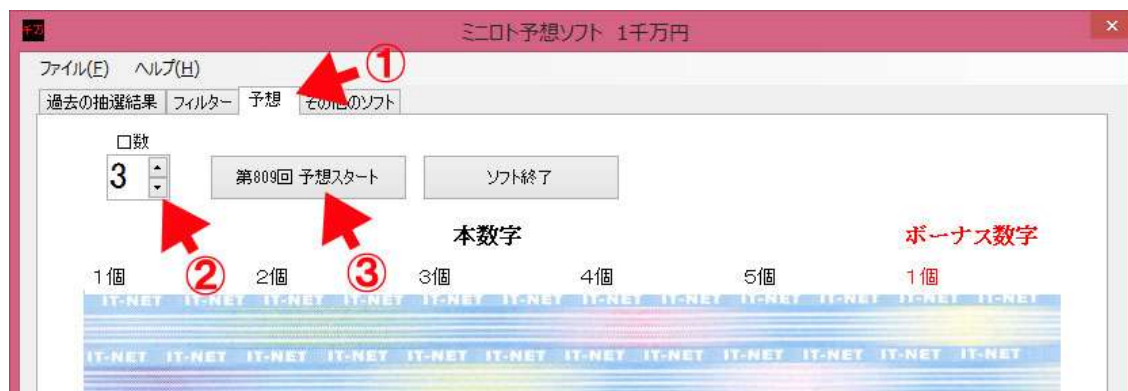 千万 ミニロト予想ソフト 1千万円 ×
ファイル(F) ヘルプ(H) ①
過去の抽選結果 フィルター 予想 その他のソフト
口数
3 第809回 予想スタート ソフト終了
本数字 ボーナス数字
1個 ② 2個 ③ 3個 4個 5個 1個
IT-NET IT-NET IT-NET IT-NET IT-NET IT-NET IT-NET IT-NET IT-NET IT-NET IT-NET IT-NET
IT-NET IT-NET IT-NET IT-NET IT-NET IT-NET IT-NET IT-NET IT-NET IT-NET IT-NET IT-NET